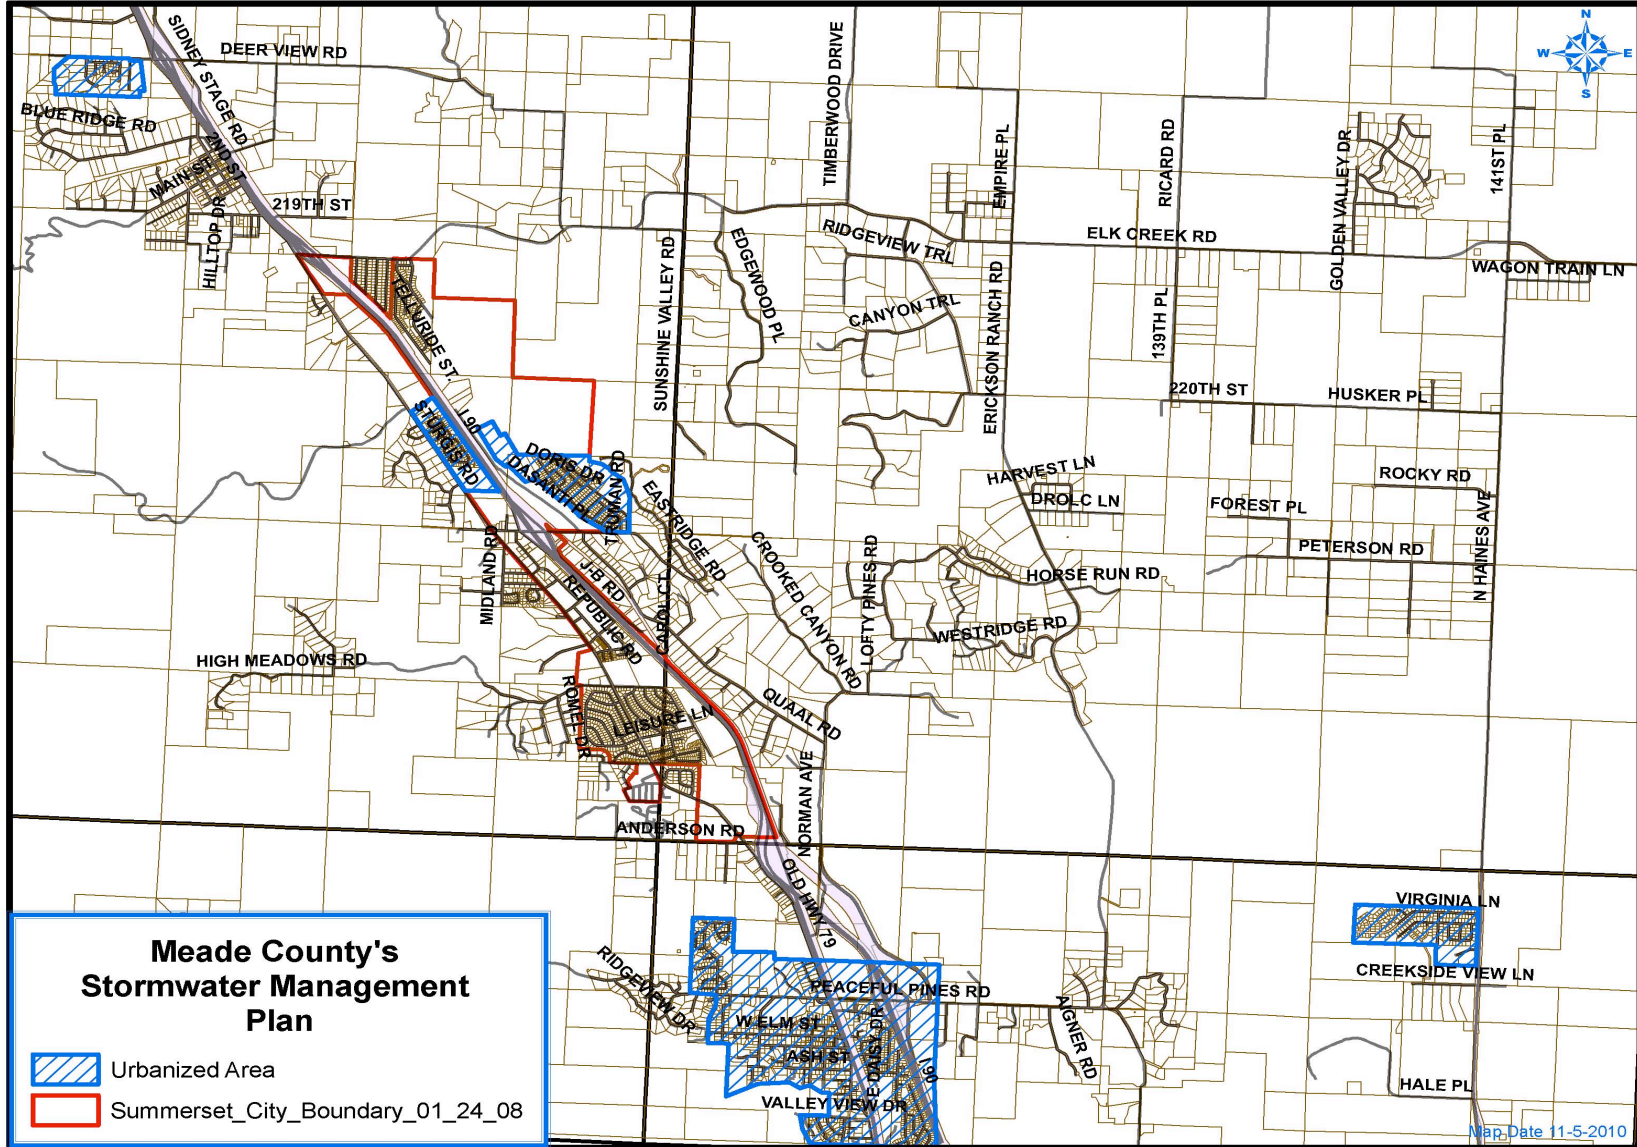 N
W
E
S
SIDNEY STAGE RD
DEER VIEW RD
BLUE RIDGE RD
2ND ST
MAIN ST
HILLTOP DR
219TH ST
TELLURIDE ST.
TIMBERWOOD DRIVE
EMPIRE PL
RICARD RD
GOLDEN VALLEY DR
141ST PL
SUNSHINE VALLEY RD
EDGEWOOD PL
RIDGEVIEW TRL
CANYON TRL
ELK CREEK RD
WAGON TRAIN LN
ERICKSON RANCH RD
139TH PL
220TH ST
HUSKER PL
STURGIS RD
I 90
DORIS DR
DASANTI PL
TRUMAN RD
EASTRIDGE RD
HARVEST LN
DROLC LN
ROCKY RD
FOREST PL
PETERSON RD
N HAINES AVE
MIDLAND RD
J-B RD
REPUBLIC RD
CAROL CT
CROOKED CANYON RD
LOFTY PINES RD
HORSE RUN RD
WESTRIDGE RD
HIGH MEADOWS RD
ROMEL DR
LEISURE LN
QUAAL RD
NORMAN AVE
ANDERSON RD
OLD HWY 79
VIRGINIA LN
CREEKSIDE VIEW LN
RIDGEVIEW DR
PEACEFUL PINES RD
W ELM ST
ASH ST
E DAISY DR
I 90
AGNER RD
VALLEY VIEW DR
HALE PL
Meade County's
Stormwater Management
Plan
Urbanized Area
Summerset_City_Boundary_01_24_08
Map Date 11-5-2010